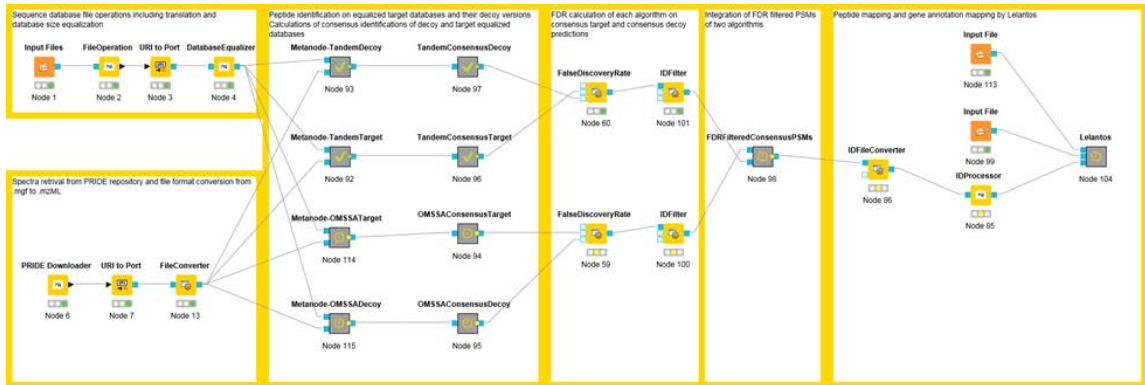 Sequence database file operations including translation and
database size equalization
Input Files
FileOperation
URI to Port
DatabaseEqualizer
Node 1
Node 2
Node 3
Node 4
Spectra retrival from PRIDE repository and file format conversion from
.mgf to .mzML
PRIDE Downloader
URI to Port
FileConverter
Node 6
Node 7
Node 13
Peptide identification on equalized target databases and their decoy versions
Calculations of consensus identifications of decoy and target equalized
databases
Metanode-TandemDecoy
TandemConsensusDecoy
Node 93
Node 97
Metanode-TandemTarget
TandemConsensusTarget
Node 92
Node 96
Metanode-OMSSATarget
OMSSAConsensusTarget
Node 114
Node 94
Metanode-OMSSADecoy
OMSSAConsensusDecoy
Node 115
Node 95
FDR calculation of each algorithm on
consensus target and consensus decoy
predictions
FalseDiscoveryRate
IDFilter
Node 60
Node 101
FalseDiscoveryRate
IDFilter
Node 59
Node 100
Integration of FDR filtered PSMs
of two algorithms
FDRFilteredConsensusPSMs
Node 98
Peptide mapping and gene annotation mapping by Lelantos
Input File
Node 113
Input File
Node 99
Lelantos
Node 104
IDFileConverter
Node 86
IDProcessor
Node 85